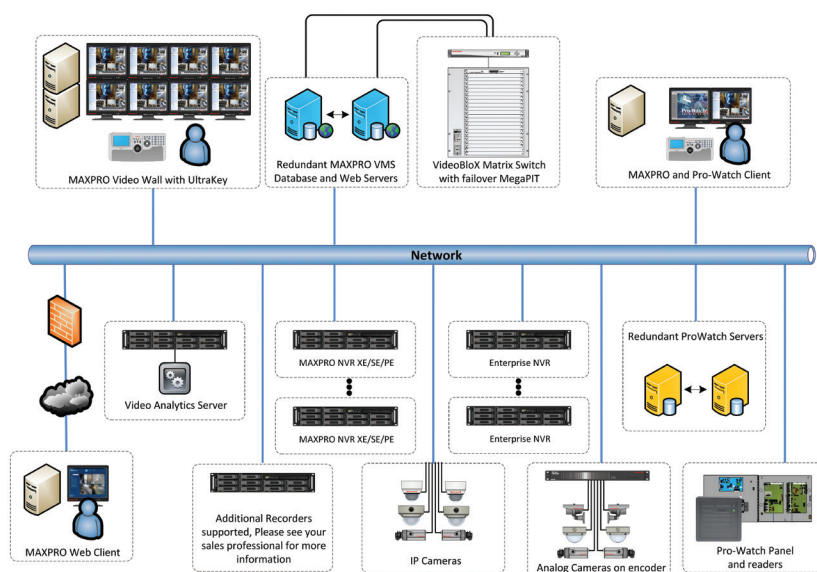 MAXPRO Video Wall with UltraKey
Redundant MAXPRO VMS
Database and Web Servers
VideoBloX Matrix Switch
with failover MegaPIT
MAXPRO and Pro-Watch Client
Network
Video Analytics Server
MAXPRO NVR XE/SE/PE
MAXPRO NVR XE/SE/PE
Enterprise NVR
Enterprise NVR
Redundant ProWatch Servers
MAXPRO Web Client
Additional Recorders
supported, Please see your
sales professional for more
information
IP Cameras
Analog Cameras on encoder
Pro-Watch Panel
and readers